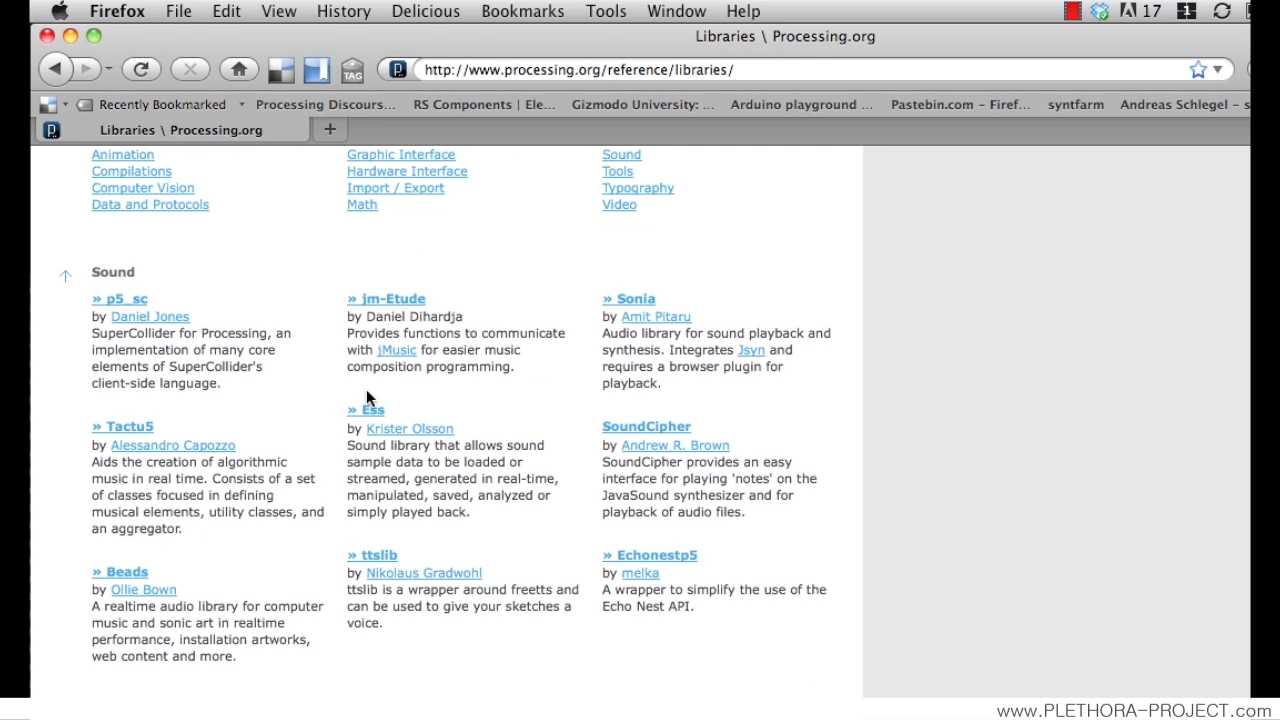 Firefox File Edit View History Delicious Bookmarks Tools Window Help 17
Libraries \ Processing.org
TAG http://www.processing.org/reference/libraries/
Recently Bookmarked Processing Discours... RS Components | Ele... Gizmodo University: ... Arduino playground ... Pastebin.com – Firef... syntfarm Andreas Schlegel - s
Libraries \ Processing.org +
Animation Graphic Interface Sound
Compilations Hardware Interface Tools
Computer Vision Import / Export Typography
Data and Protocols Math Video
Sound
» p5_sc
by Daniel Jones
SuperCollider for Processing, an
implementation of many core
elements of SuperCollider's
client-side language.
» Tactu5
by Alessandro Capozzo
Aids the creation of algorithmic
music in real time. Consists of a set
of classes focused in defining
musical elements, utility classes, and
an aggregator.
» Beads
by Ollie Bown
A realtime audio library for computer
music and sonic art in realtime
performance, installation artworks,
web content and more.
» jm-Etude
by Daniel Dihardja
Provides functions to communicate
with jMusic for easier music
composition programming.
» Ess
by Krister Olsson
Sound library that allows sound
sample data to be loaded or
streamed, generated in real-time,
manipulated, saved, analyzed or
simply played back.
» ttslib
by Nikolaus Gradwohl
ttslib is a wrapper around freetts and
can be used to give your sketches a
voice.
» Sonia
by Amit Pitaru
Audio library for sound playback and
synthesis. Integrates Jsyn and
requires a browser plugin for
playback.
SoundCipher
by Andrew R. Brown
SoundCipher provides an easy
interface for playing 'notes' on the
JavaSound synthesizer and for
playback of audio files.
» Echonestp5
by melka
A wrapper to simplify the use of the
Echo Nest API.
www.PLETHORA-PROJECT.com